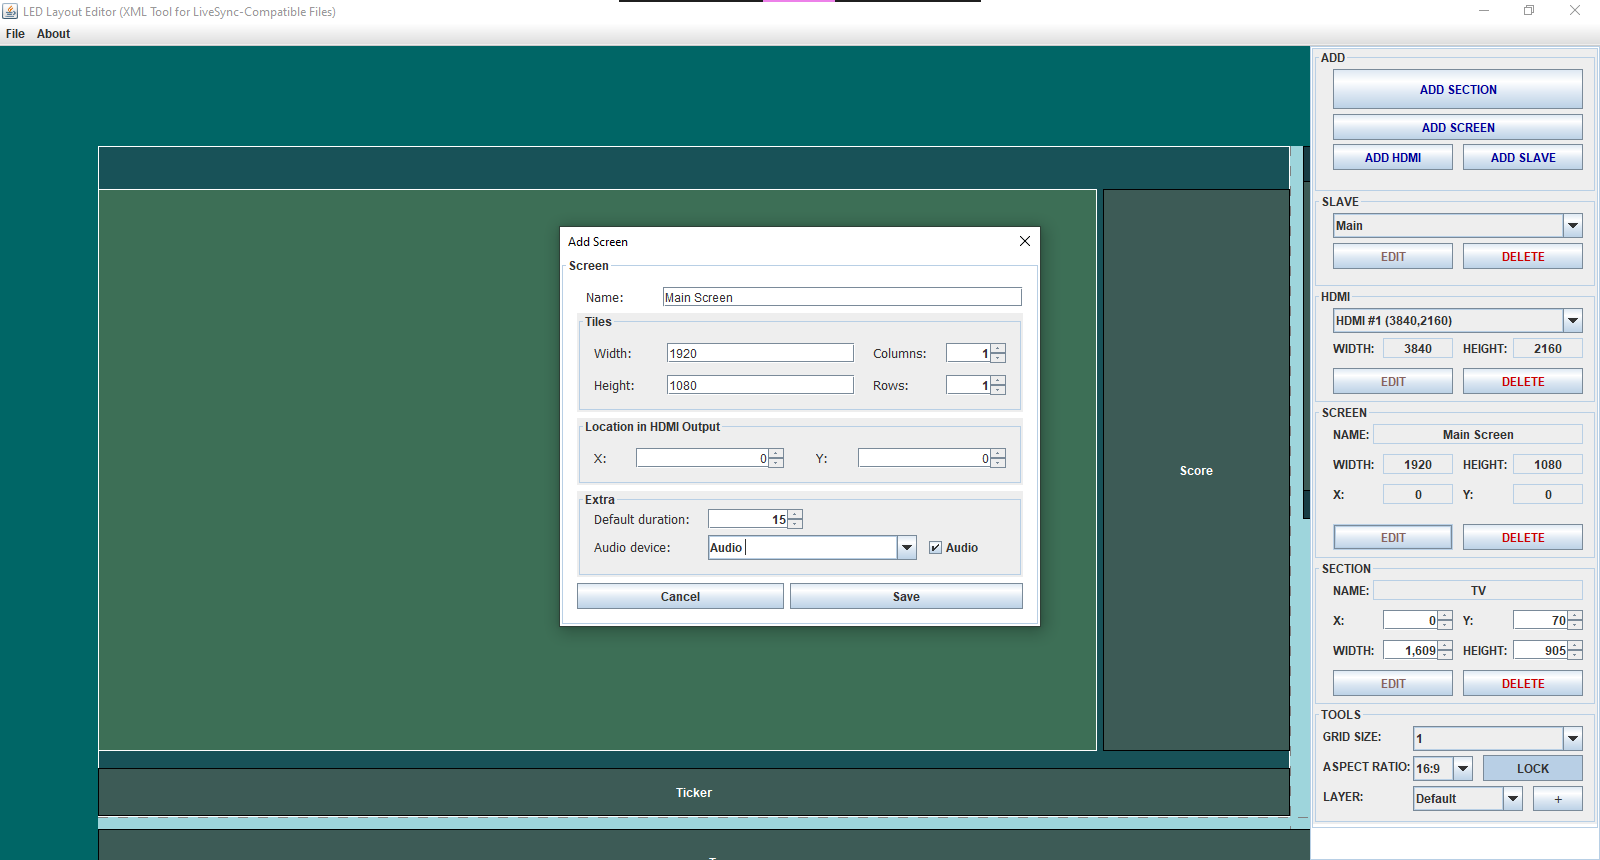 LED Layout Editor (XML Tool for LiveSync-Compatible Files)
File About
ADD
ADD SECTION
ADD SCREEN
ADD HDMI ADD SLAVE
SLAVE
Main
EDIT DELETE
HDMI
HDMI #1 (3840,2160)
WIDTH: 3840 HEIGHT: 2160
EDIT DELETE
SCREEN
NAME: Main Screen
WIDTH: 1920 HEIGHT: 1080
X: 0 Y: 0
EDIT DELETE
SECTION
NAME: TV
X: 0 Y: 70
WIDTH: 1,609 HEIGHT: 905
EDIT DELETE
TOOLS
GRID SIZE: 1
ASPECT RATIO: 16:9 LOCK
LAYER: Default +
Add Screen
Screen
Name: Main Screen
Tiles
Width: 1920 Columns: 1
Height: 1080 Rows: 1
Location in HDMI Output
X: 0 Y: 0
Extra
Default duration: 15
Audio device: Audio Audio
Cancel Save
Score
Ticker